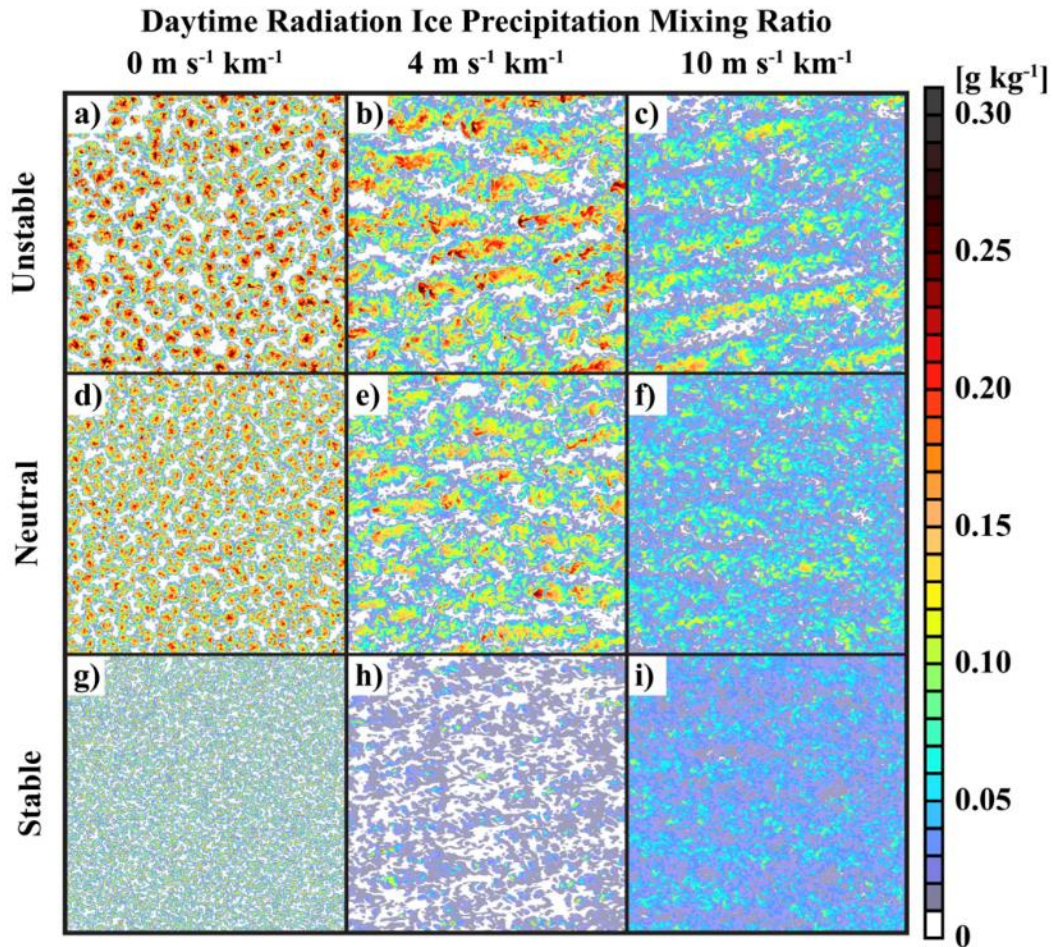 Daytime Radiation Ice Precipitation Mixing Ratio
0 m s⁻¹ km⁻¹ 4 m s⁻¹ km⁻¹ 10 m s⁻¹ km⁻¹
[g kg⁻¹]
a) b) c)
0.30
Unstable
0.25
0.20
d) e) f)
Neutral
0.15
0.10
g) h) i)
Stable
0.05
0